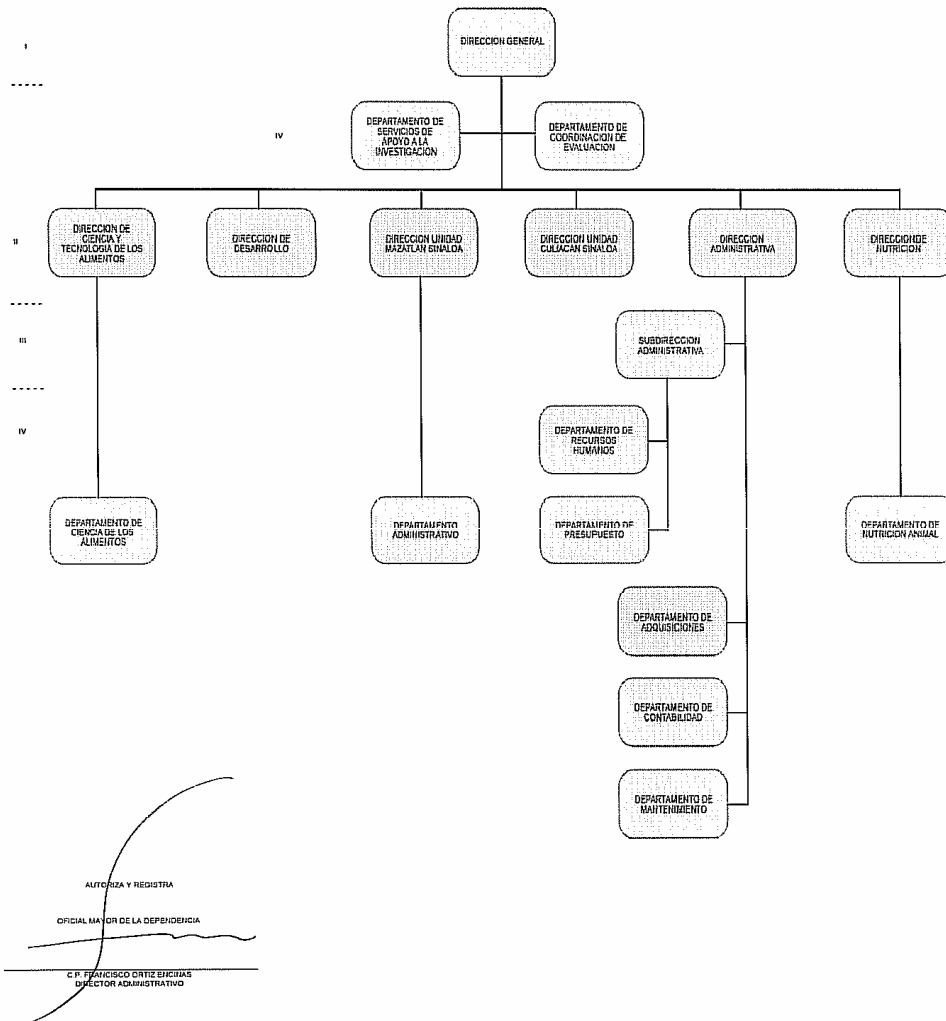 I
DIRECCION GENERAL
IV
DEPARTAMENTO DE
SERVICIOS DE
APOYO A LA
INVESTIGACION
DEPARTAMENTO DE
COORDINACION DE
EVALUACION
II
DIRECCION DE
CIENCIA Y
TECNOLOGIA DE LOS
ALIMENTOS
DIRECCION DE
DESARROLLO
DIRECCION UNIDAD
MAZATLAN SINALOA
DIRECCION UNIDAD
CULIACAN SINALOA
DIRECCION
ADMINISTRATIVA
DIRECCION DE
NUTRICION
III
SUBDIRECCION
ADMINISTRATIVA
IV
DEPARTAMENTO DE
RECURSOS
HUMANOS
DEPARTAMENTO DE
CIENCIA DE LOS
ALIMENTOS
DEPARTAMENTO
ADMINISTRATIVO
DEPARTAMENTO DE
PRESUPUESTO
DEPARTAMENTO DE
NUTRICION ANIMAL
DEPARTAMENTO DE
ADQUISICIONES
DEPARTAMENTO DE
CONTABILIDAD
DEPARTAMENTO DE
MANTENIMIENTO
AUTORIZA Y REGISTRA
OFICIAL MAYOR DE LA DEPENDENCIA
C.P. FRANCISCO ORTIZ ENCINAS
DIRECTOR ADMINISTRATIVO